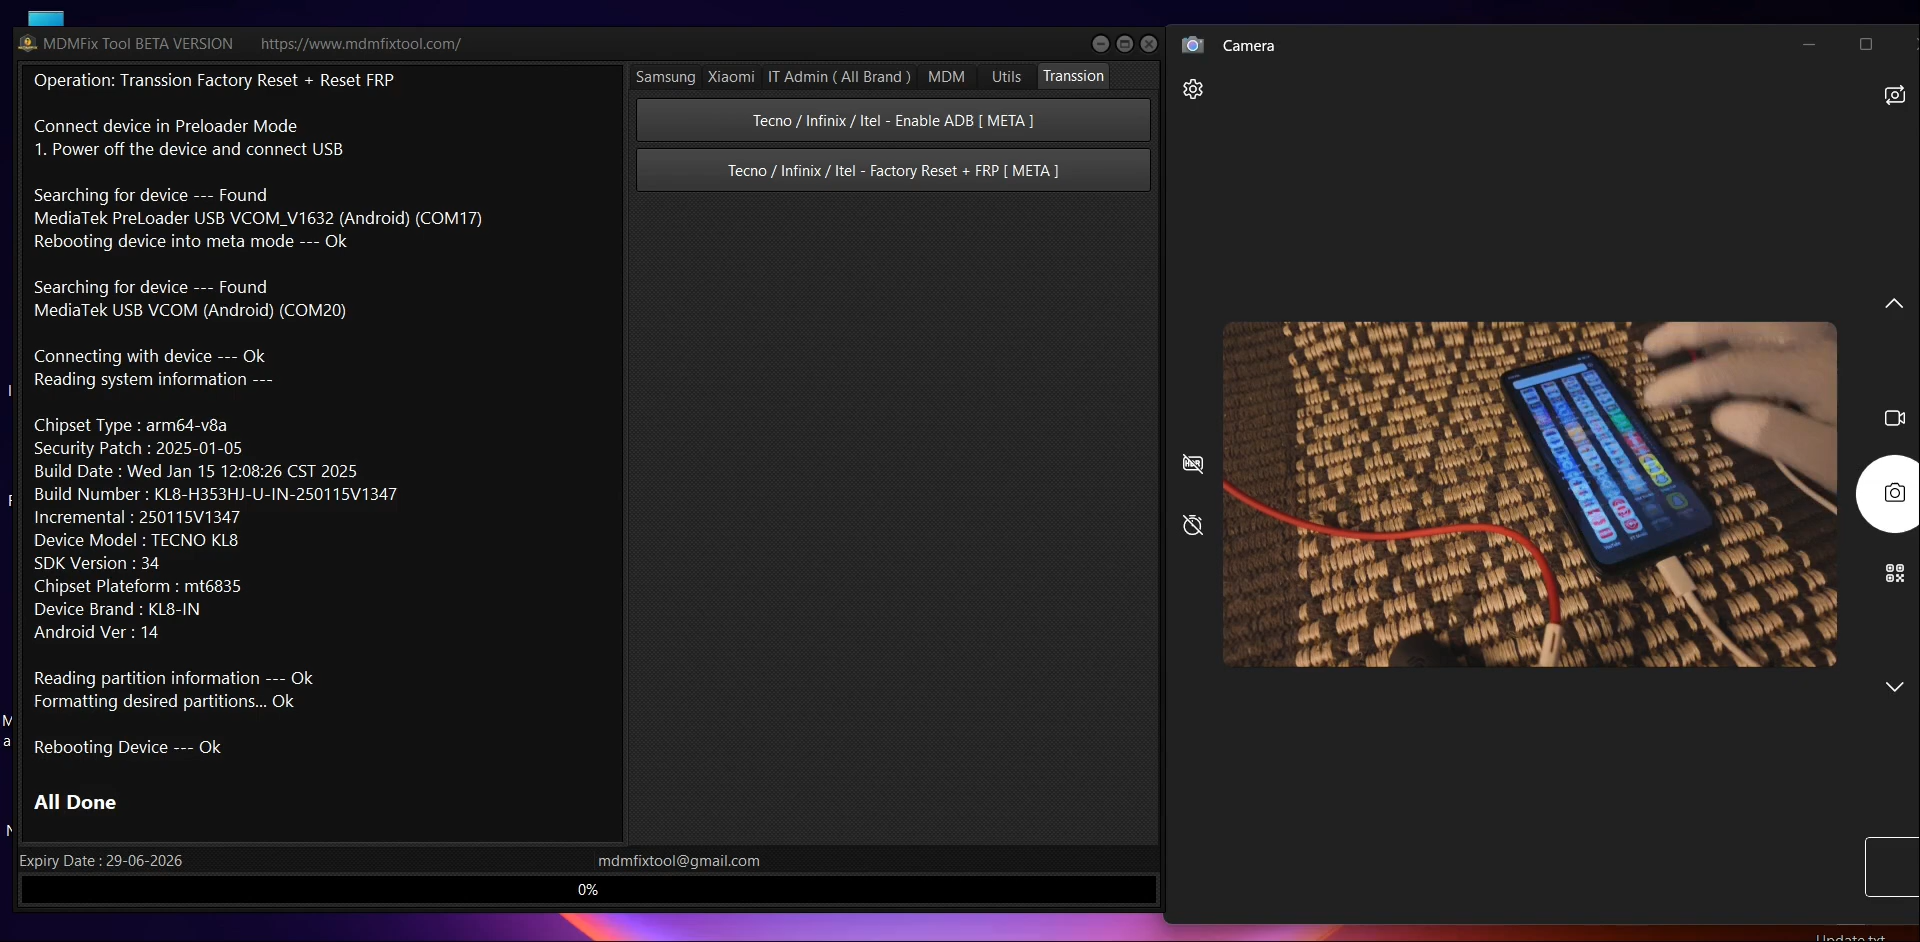 MDMFix Tool BETA VERSION https://www.mdmfixtool.com/
Operation: Transsion Factory Reset + Reset FRP
Connect device in Preloader Mode
1. Power off the device and connect USB
Searching for device --- Found
MediaTek PreLoader USB VCOM_V1632 (Android) (COM17)
Rebooting device into meta mode --- Ok
Searching for device --- Found
MediaTek USB VCOM (Android) (COM20)
Connecting with device --- Ok
Reading system information ---
Chipset Type : arm64-v8a
Security Patch : 2025-01-05
Build Date : Wed Jan 15 12:08:26 CST 2025
Build Number : KL8-H353HJ-U-IN-250115V1347
Incremental : 250115V1347
Device Model : TECNO KL8
SDK Version : 34
Chipset Plateform : mt6835
Device Brand : KL8-IN
Android Ver : 14
Reading partition information --- Ok
Formatting desired partitions... Ok
Rebooting Device --- Ok
All Done
Samsung Xiaomi IT Admin ( All Brand ) MDM Utils Transsion
Tecno / Infinix / Itel - Enable ADB [ META ]
Tecno / Infinix / Itel - Factory Reset + FRP [ META ]
Expiry Date : 29-06-2026 mdmfixtool@gmail.com
0%
Camera